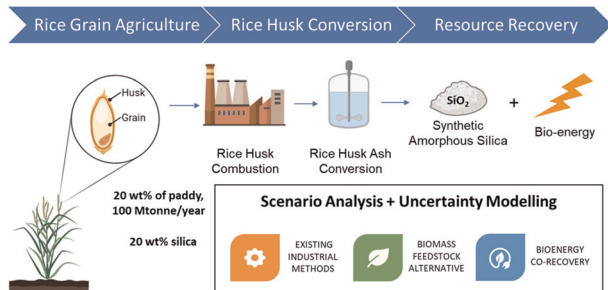 Rice Grain Agriculture
Rice Husk Conversion
Resource Recovery
Husk
Grain
Rice Husk
Combustion
Rice Husk Ash
Conversion
SiO₂
Synthetic
Amorphous Silica
+
Bio-energy
20 wt% of paddy,
100 Mtonne/year
20 wt% silica
Scenario Analysis + Uncertainty Modelling
EXISTING
INDUSTRIAL
METHODS
BIOMASS
FEEDSTOCK
ALTERNATIVE
BIOENERGY
CO-RECOVERY